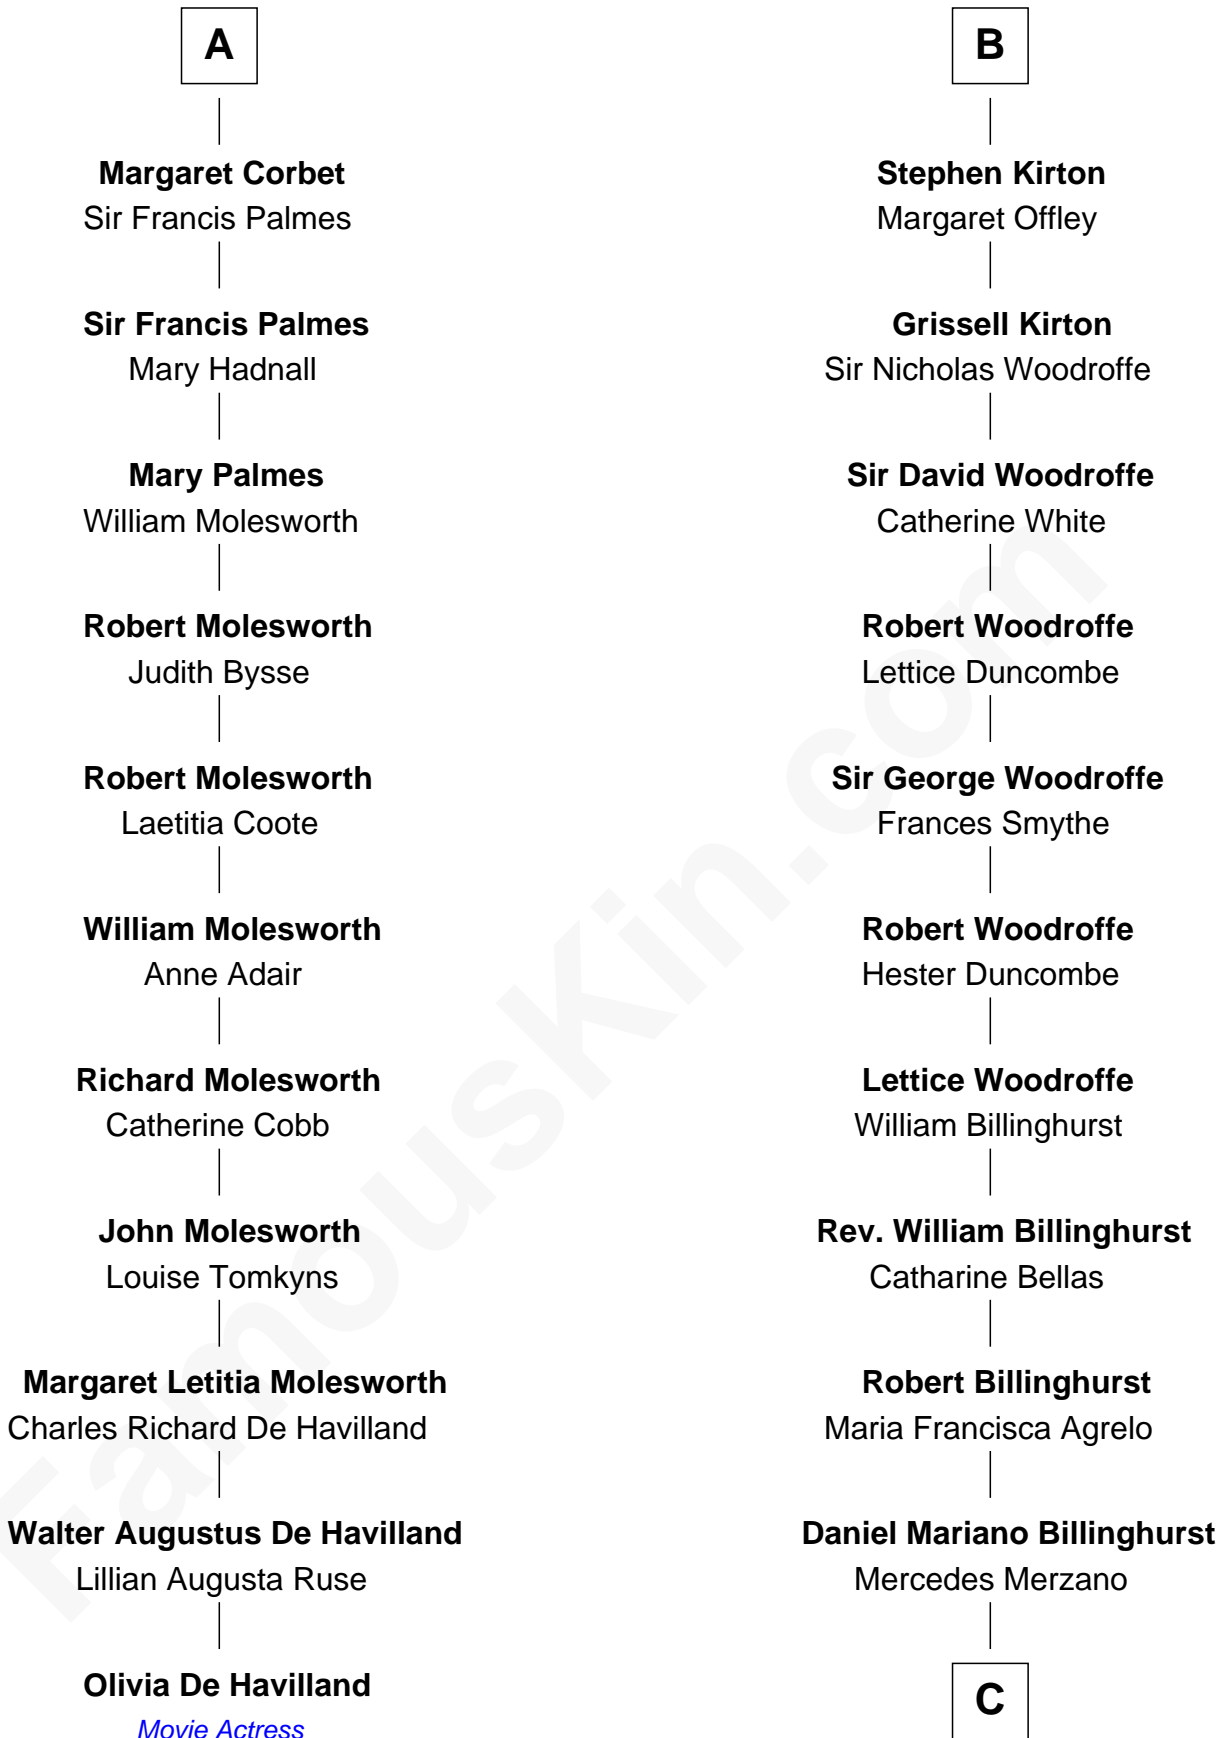 A
Margaret Corbet
Sir Francis Palmes
Sir Francis Palmes
Mary Hadnall
Mary Palmes
William Molesworth
Robert Molesworth
Judith Bysse
Robert Molesworth
Laetitia Coote
William Molesworth
Anne Adair
Richard Molesworth
Catherine Cobb
John Molesworth
Louise Tomkyns
Margaret Letitia Molesworth
Charles Richard De Havilland
Walter Augustus De Havilland
Lillian Augusta Ruse
Olivia De Havilland
Movie Actress
B
Stephen Kirton
Margaret Offley
Grissell Kirton
Sir Nicholas Woodroffe
Sir David Woodroffe
Catherine White
Robert Woodroffe
Lettice Duncombe
Sir George Woodroffe
Frances Smythe
Robert Woodroffe
Hester Duncombe
Lettice Woodroffe
William Billinghurst
Rev. William Billinghurst
Catharine Bellas
Robert Billinghurst
Maria Francisca Agrelo
Daniel Mariano Billinghurst
Mercedes Merzano
C
FamousKin.com